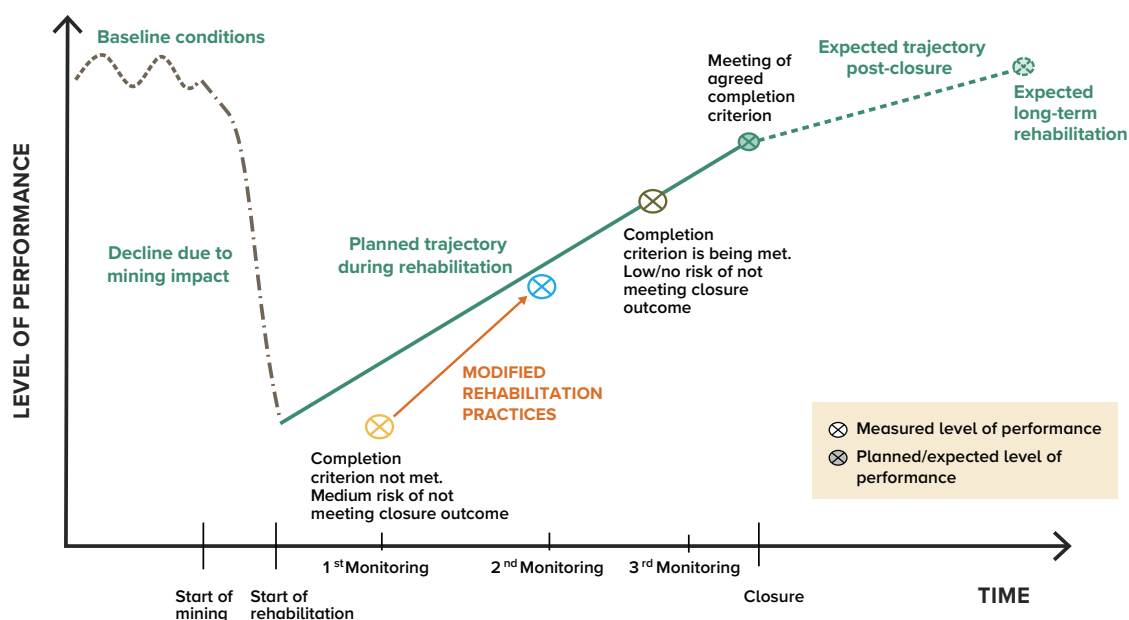 LEVEL OF PERFORMANCE
Baseline conditions
Decline due to
mining impact
Planned trajectory
during rehabilitation
Meeting of
agreed
completion
criterion
Expected trajectory
post-closure
Expected
long-term
rehabilitation
Completion
criterion is being met.
Low/no risk of not
meeting closure
outcome
MODIFIED
REHABILITATION
PRACTICES
Completion
criterion not met.
Medium risk of not
meeting closure outcome
Measured level of performance
Planned/expected level of
performance
1st Monitoring
2nd Monitoring
3rd Monitoring
Start of
mining
Start of
rehabilitation
Closure
TIME